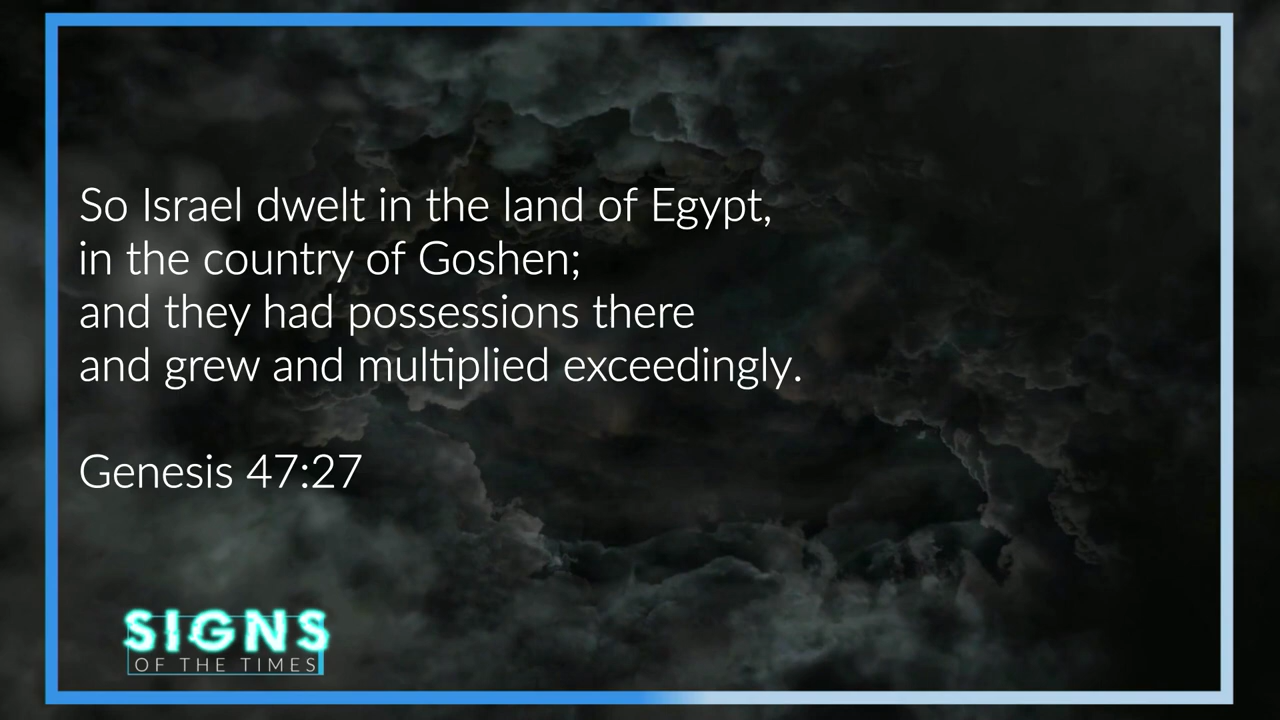 So Israel dwelt in the land of Egypt,
in the country of Goshen;
and they had possessions there
and grew and multiplied exceedingly.
Genesis 47:27
SIGNS
OF THE TIMES